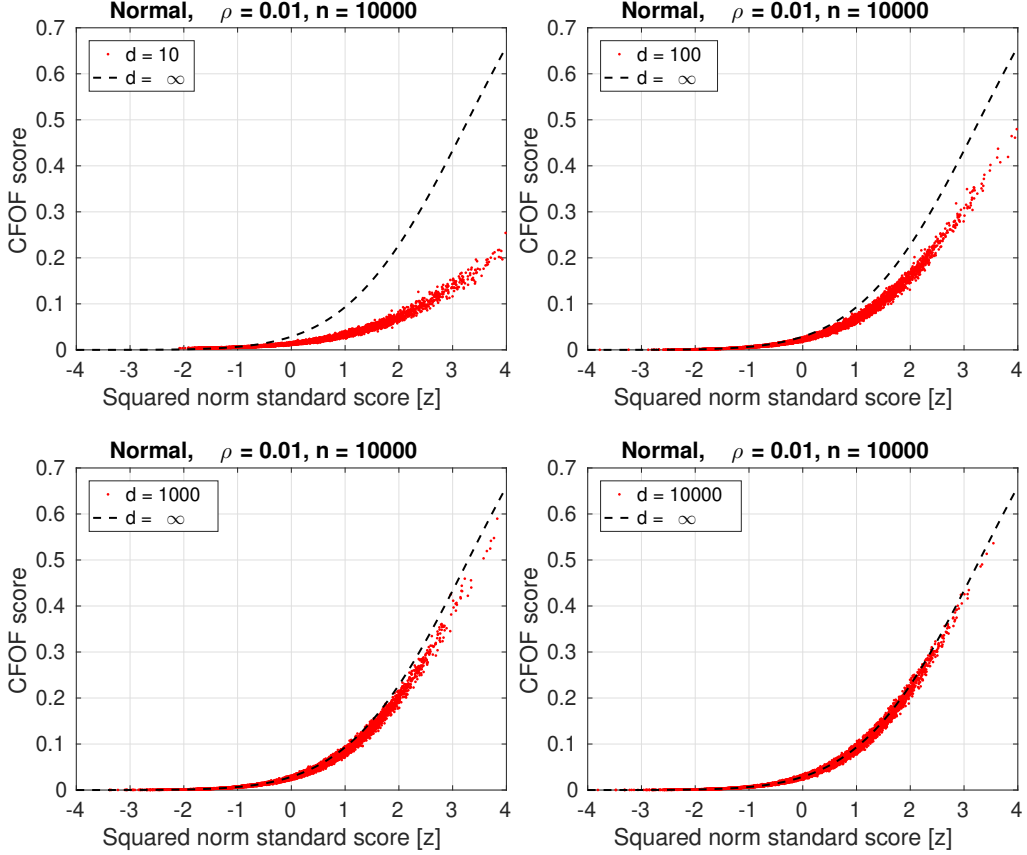 Normal, ρ = 0.01, n = 10000
0.7
0.6
0.5
0.4
0.3
0.2
0.1
0
CFOF score
d = 10
d = ∞
-4 -3 -2 -1 0 1 2 3 4
Squared norm standard score [z]
Normal, ρ = 0.01, n = 10000
0.7
0.6
0.5
0.4
0.3
0.2
0.1
0
CFOF score
d = 100
d = ∞
-4 -3 -2 -1 0 1 2 3 4
Squared norm standard score [z]
Normal, ρ = 0.01, n = 10000
0.7
0.6
0.5
0.4
0.3
0.2
0.1
0
CFOF score
d = 1000
d = ∞
-4 -3 -2 -1 0 1 2 3 4
Squared norm standard score [z]
Normal, ρ = 0.01, n = 10000
0.7
0.6
0.5
0.4
0.3
0.2
0.1
0
CFOF score
d = 10000
d = ∞
-4 -3 -2 -1 0 1 2 3 4
Squared norm standard score [z]